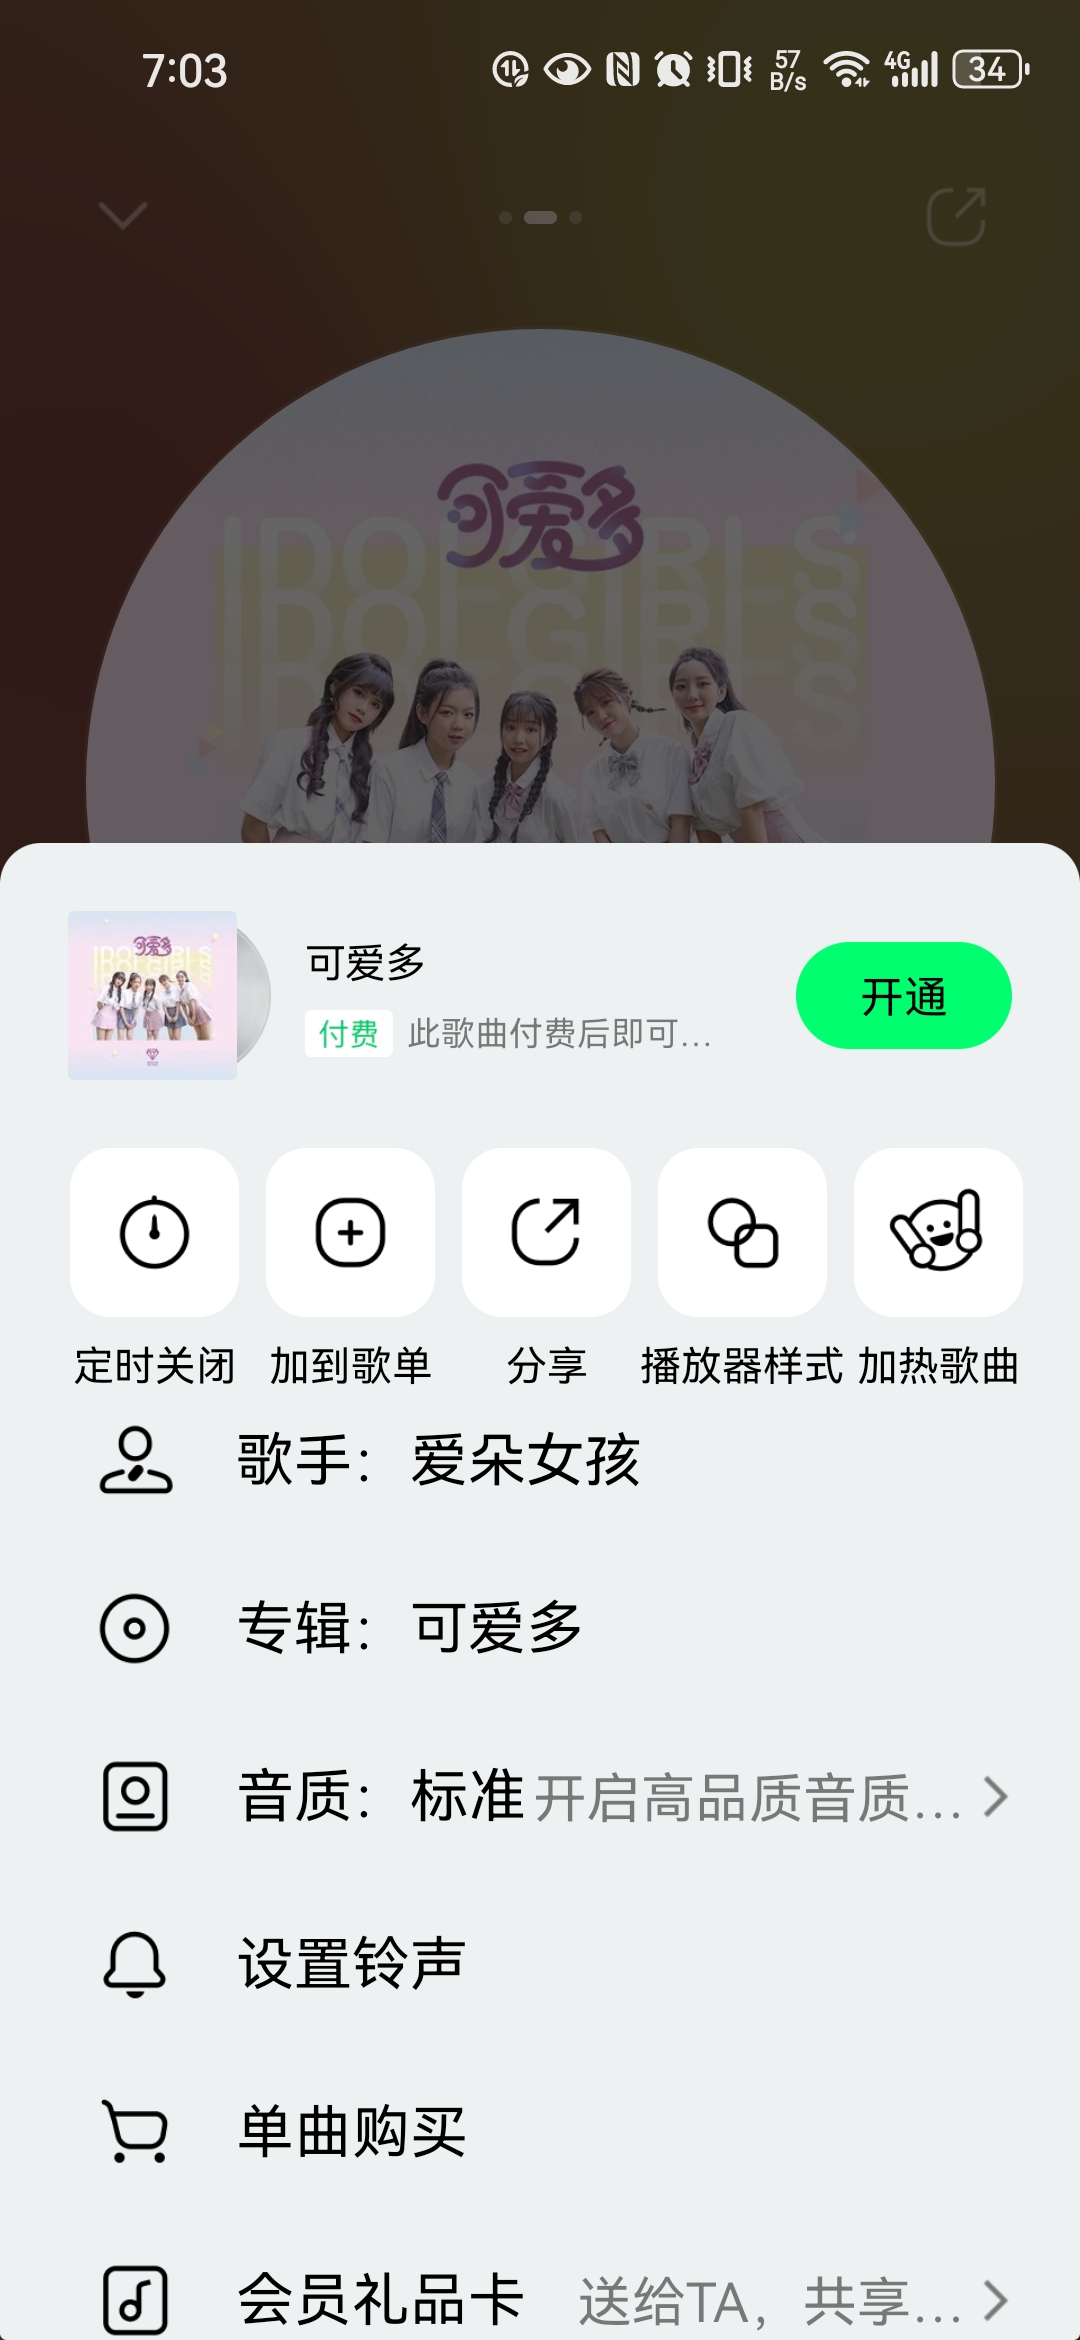 7:03
57
B/s
4G
34
可爱多
IDOLGIRLS
IDOLGIRLS
可爱多
付费 此歌曲付费后即可...
开通
定时关闭 加到歌单 分享 播放器样式 加热歌曲
歌手：爱朵女孩
专辑：可爱多
音质：标准 开启高品质音质...
设置铃声
单曲购买
会员礼品卡 送给TA，共享...